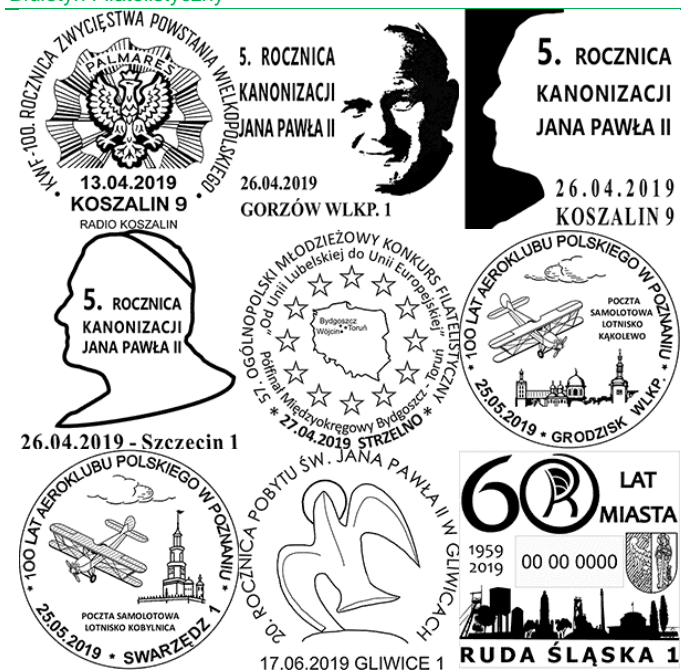 Biuletyn Filatelistyczny
KWF-100. ROCZNICA ZWYCIĘSTWA POWSTANIA WIELKOPOLSKIEGO
PALMARES
13.04.2019
KOSZALIN 9
RADIO KOSZALIN
5. ROCZNICA
KANONIZACJI
JANA PAWŁA II
26.04.2019
GORZÓW WLKP. 1
5. ROCZNICA
KANONIZACJI
JANA PAWŁA II
26.04.2019
KOSZALIN 9
5. ROCZNICA
KANONIZACJI
JANA PAWŁA II
26.04.2019 - Szczecin 1
57. OGÓLNOPOLSKI MŁODZIEŻOWY KONKURS FILATELISTYCZNY
"Od Unii Lubelskiej do Unii Europejskiej"
Bydgoszcz
Wójcin Toruń
Półfinał Międzyokręgowy Bydgoszcz - Toruń
* 27.04.2019 STRZELNO *
100 LAT AEROKLUBU POLSKIEGO W POZNANIU
POCZTA
SAMOLOTOWA
LOTNISKO
KĄKOLEWO
25.05.2019 * GRODZISK WLKP. *
100 LAT AEROKLUBU POLSKIEGO W POZNANIU
POCZTA SAMOLOTOWA
LOTNISKO KOBYLNICA
25.05.2019 * SWARZĘDZ 1 *
20. ROCZNICA POBYTU ŚW. JANA PAWŁA II W GLIWICACH
17.06.2019 GLIWICE 1
60 LAT
MIASTA
1959
2019
00 00 0000
RUDA ŚLĄSKA 1